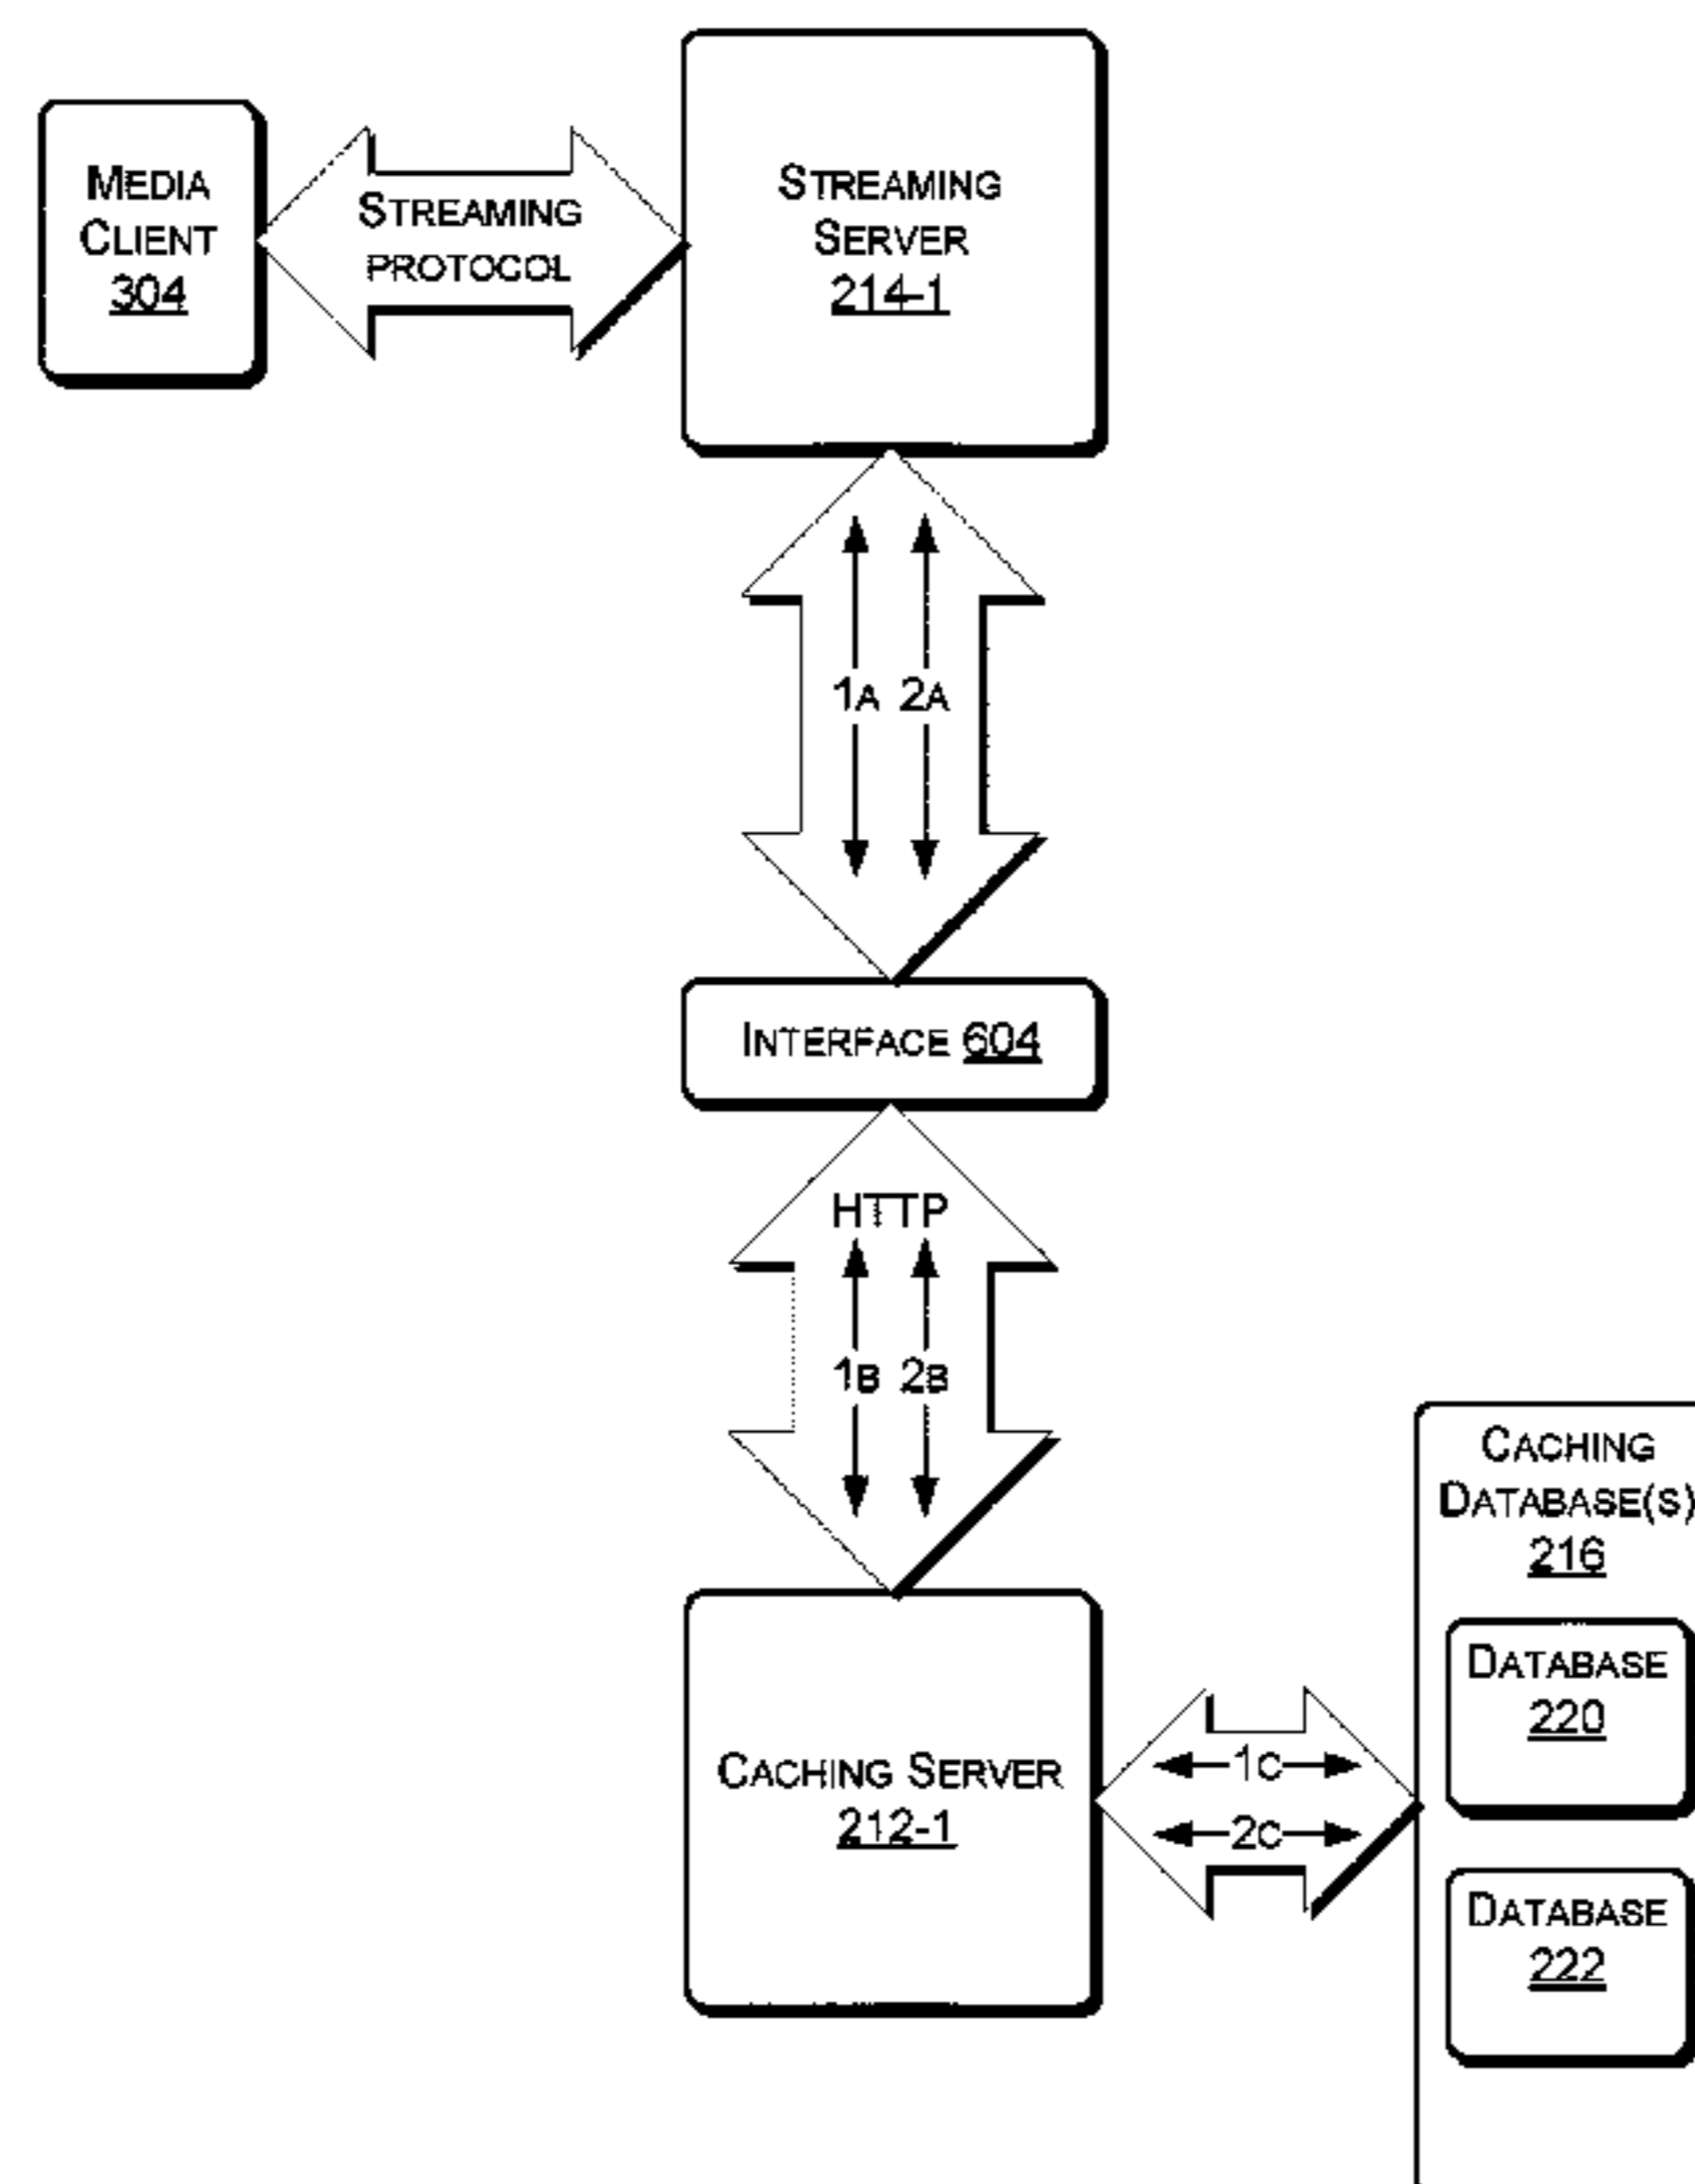 MEDIA
CLIENT
304
STREAMING
PROTOCOL
STREAMING
SERVER
214-1
1A 2A
INTERFACE 604
HTTP
1B 2B
CACHING SERVER
212-1
1C
2C
CACHING
DATABASE(S)
216
DATABASE
220
DATABASE
222